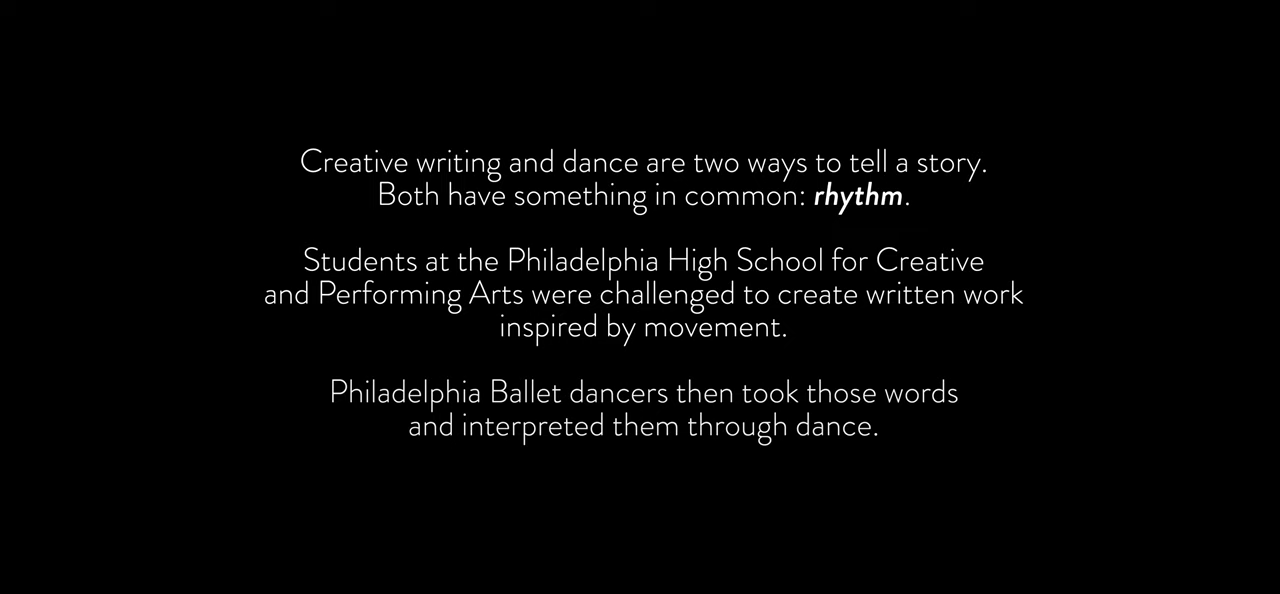 Creative writing and dance are two ways to tell a story.
Both have something in common: rhythm.
Students at the Philadelphia High School for Creative
and Performing Arts were challenged to create written work
inspired by movement.
Philadelphia Ballet dancers then took those words
and interpreted them through dance.